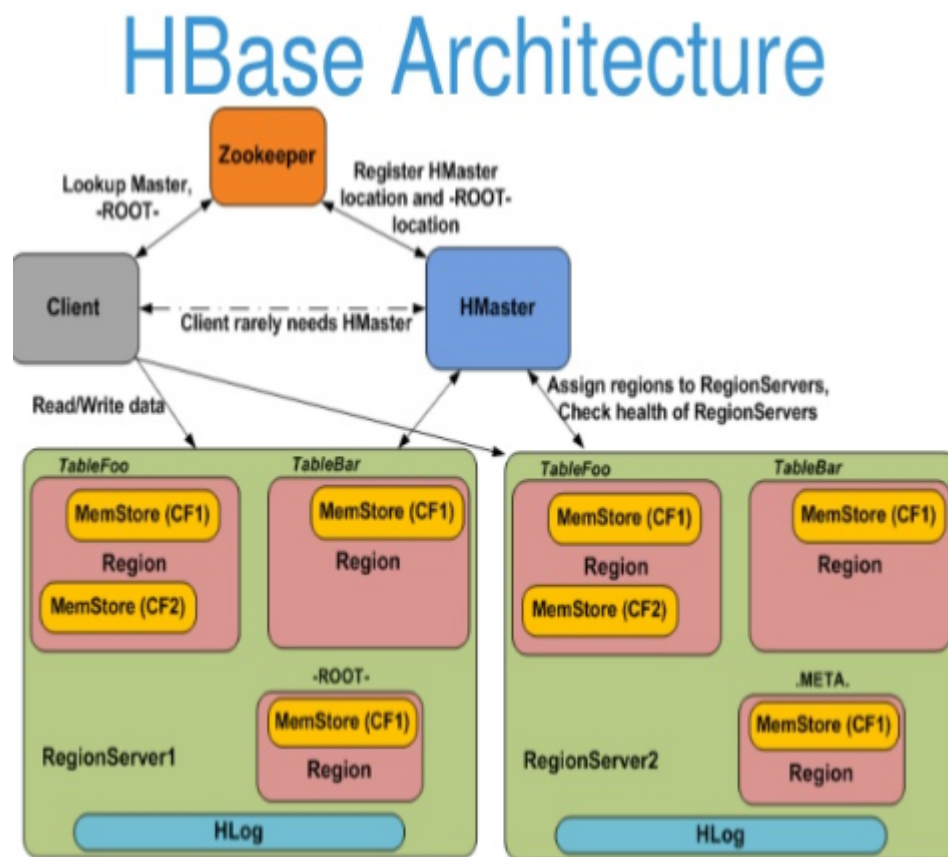 HBase Architecture
Zookeeper
Lookup Master,
-ROOT-
Register HMaster
location and -ROOT-
location
Client
Client rarely needs HMaster
HMaster
Read/Write data
Assign regions to RegionServers,
Check health of RegionServers
TableFoo
MemStore (CF1)
Region
MemStore (CF2)
TableBar
MemStore (CF1)
Region
-ROOT-
MemStore (CF1)
Region
RegionServer1
HLog
TableFoo
MemStore (CF1)
Region
MemStore (CF2)
TableBar
MemStore (CF1)
Region
.META.
MemStore (CF1)
Region
RegionServer2
HLog